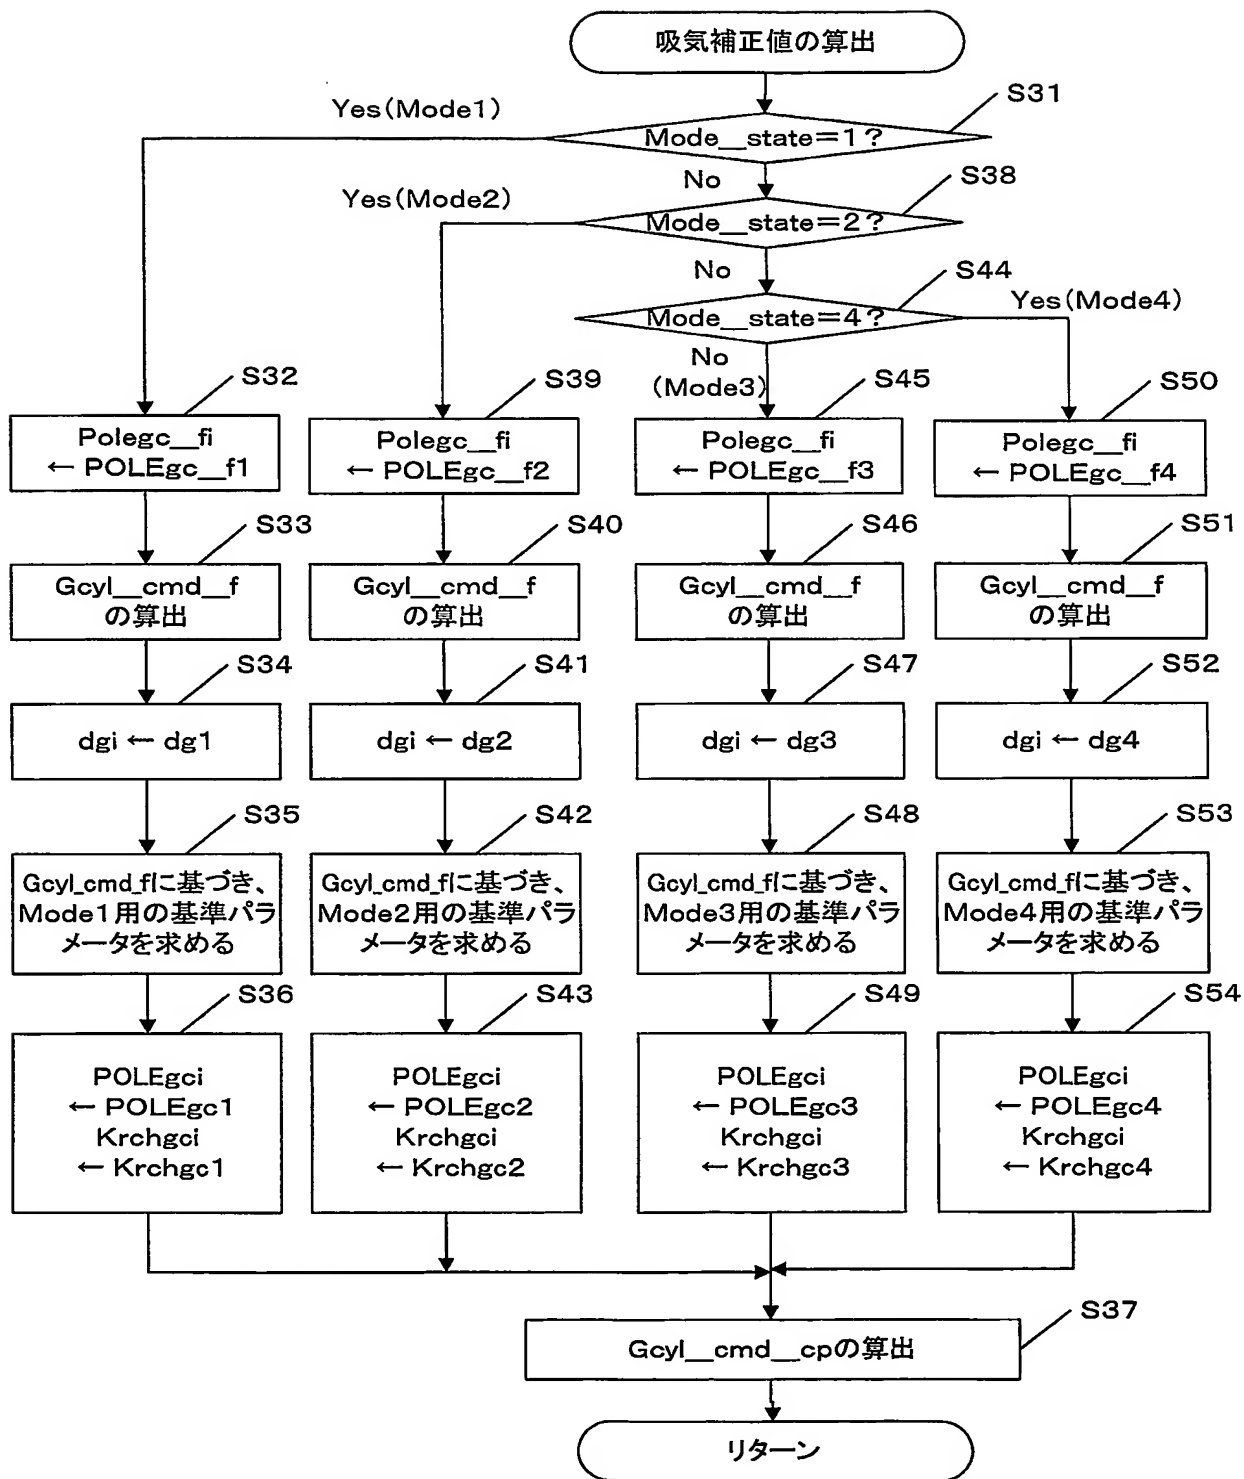 吸気補正値の算出
S31
Yes(Mode1)
Mode__state=1?
No
S38
Yes(Mode2)
Mode__state=2?
No
S44
Yes(Mode4)
Mode__state=4?
No
(Mode3)
S32
Polegc__fi
← POLEgc__f1
S33
Gcyl__cmd__f
の算出
S34
dgi ← dg1
S35
Gcyl_cmd_fに基づき、
Mode1用の基準パラ
メータを求める
S36
POLEgci
← POLEgc1
Krchgci
← Krchgc1
S39
Polegc__fi
← POLEgc__f2
S40
Gcyl__cmd__f
の算出
S41
dgi ← dg2
S42
Gcyl_cmd_fに基づき、
Mode2用の基準パラ
メータを求める
S43
POLEgci
← POLEgc2
Krchgci
← Krchgc2
S45
Polegc__fi
← POLEgc__f3
S46
Gcyl__cmd__f
の算出
S47
dgi ← dg3
S48
Gcyl_cmd_fに基づき、
Mode3用の基準パラ
メータを求める
S49
POLEgci
← POLEgc3
Krchgci
← Krchgc3
S50
Polegc__fi
← POLEgc__f4
S51
Gcyl__cmd__f
の算出
S52
dgi ← dg4
S53
Gcyl_cmd_fに基づき、
Mode4用の基準パラ
メータを求める
S54
POLEgci
← POLEgc4
Krchgci
← Krchgc4
S37
Gcyl__cmd__cpの算出
リターン